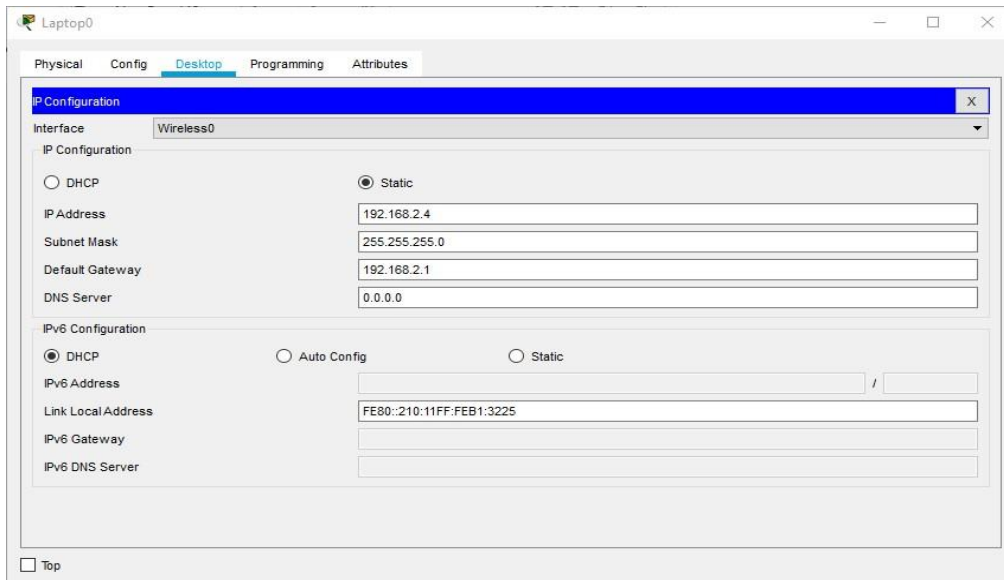 Laptop0
Physical Config Desktop Programming Attributes
IP Configuration X
Interface Wireless0
IP Configuration
DHCP Static
IP Address 192.168.2.4
Subnet Mask 255.255.255.0
Default Gateway 192.168.2.1
DNS Server 0.0.0.0
IPv6 Configuration
DHCP Auto Config Static
IPv6 Address /
Link Local Address FE80::210:11FF:FEB1:3225
IPv6 Gateway
IPv6 DNS Server
Top